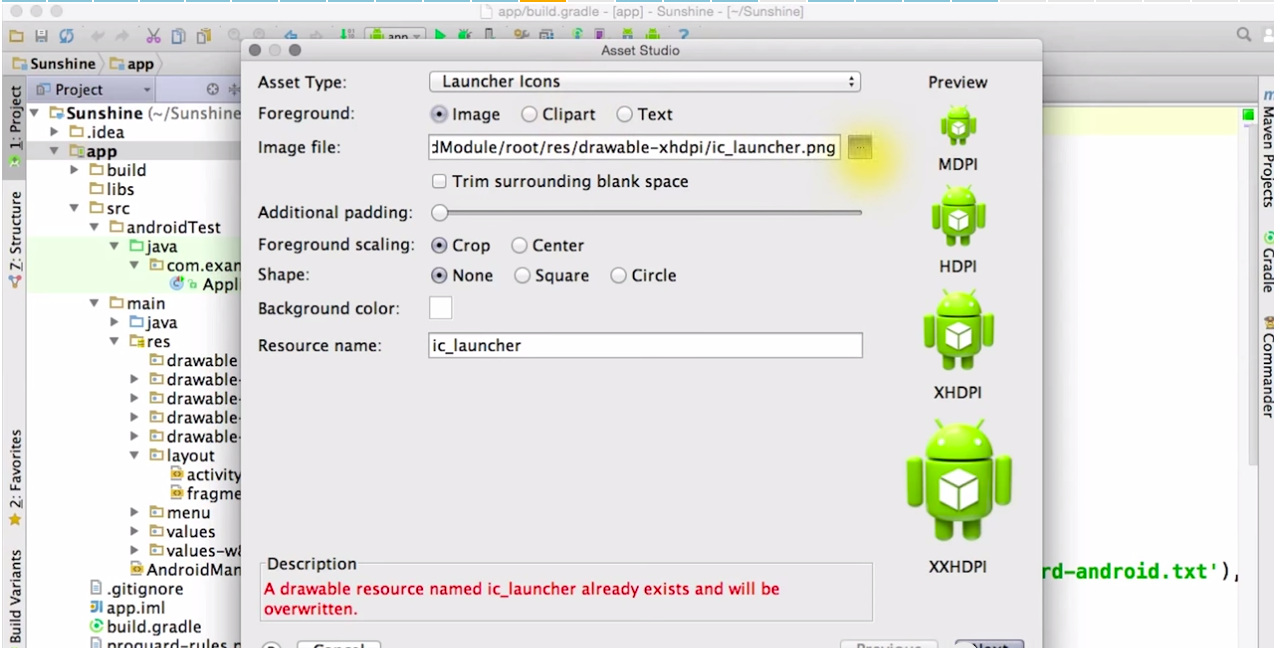 app/build.gradle - [app] - Sunshine - [~/Sunshine]
app
Sunshine
app
Asset Studio
1: Project
7: Structure
2: Favorites
Build Variants
Project
Sunshine (~/Sunshine
.idea
app
build
libs
src
androidTest
java
com.exan
Appli
main
java
res
drawable
drawable-
drawable-
drawable-
drawable-
layout
activity
fragme
menu
values
values-w8
AndroidMan
.gitignore
app.iml
build.gradle
proguard-rules.p
Asset Type: Launcher Icons
Foreground: Image Clipart Text
Image file: dModule/root/res/drawable-xhdpi/ic_launcher.png ...
Trim surrounding blank space
Additional padding:
Foreground scaling: Crop Center
Shape: None Square Circle
Background color:
Resource name: ic_launcher
Description
A drawable resource named ic_launcher already exists and will be
overwritten.
? Cancel Previous Next
Preview
MDPI
HDPI
XHDPI
XXHDPI
rd-android.txt'),
Maven Projects
Gradle
Commander